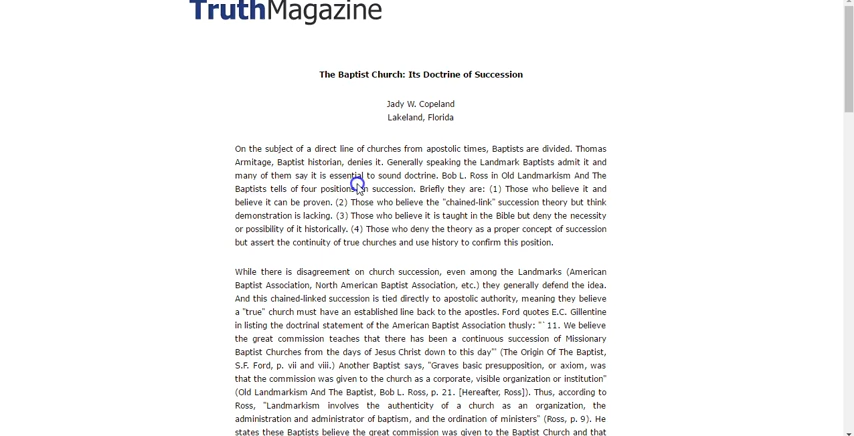 TruthMagazine
The Baptist Church: Its Doctrine of Succession
Jady W. Copeland
Lakeland, Florida
On the subject of a direct line of churches from apostolic times, Baptists are divided. Thomas
Armitage, Baptist historian, denies it. Generally speaking the Landmark Baptists admit it and
many of them say it is essential to sound doctrine. Bob L. Ross in Old Landmarkism And The
Baptists tells of four positions in succession. Briefly they are: (1) Those who believe it and
believe it can be proven. (2) Those who believe the "chained-link" succession theory but think
demonstration is lacking. (3) Those who believe it is taught in the Bible but deny the necessity
or possibility of it historically. (4) Those who deny the theory as a proper concept of succession
but assert the continuity of true churches and use history to confirm this position.
While there is disagreement on church succession, even among the Landmarks (American
Baptist Association, North American Baptist Association, etc.) they generally defend the idea.
And this chained-linked succession is tied directly to apostolic authority, meaning they believe
a "true" church must have an established line back to the apostles. Ford quotes E.C. Gillentine
in listing the doctrinal statement of the American Baptist Association thusly: "`11. We believe
the great commission teaches that there has been a continuous succession of Missionary
Baptist Churches from the days of Jesus Christ down to this day"' (The Origin Of The Baptist,
S.F. Ford, p. vii and viii.) Another Baptist says, "Graves basic presupposition, or axiom, was
that the commission was given to the church as a corporate, visible organization or institution"
(Old Landmarkism And The Baptist, Bob L. Ross, p. 21. [Hereafter, Ross]). Thus, according to
Ross, "Landmarkism involves the authenticity of a church as an organization, the
administration and administrator of baptism, and the ordination of ministers" (Ross, p. 9). He
states these Baptists believe the great commission was given to the Baptist Church and that